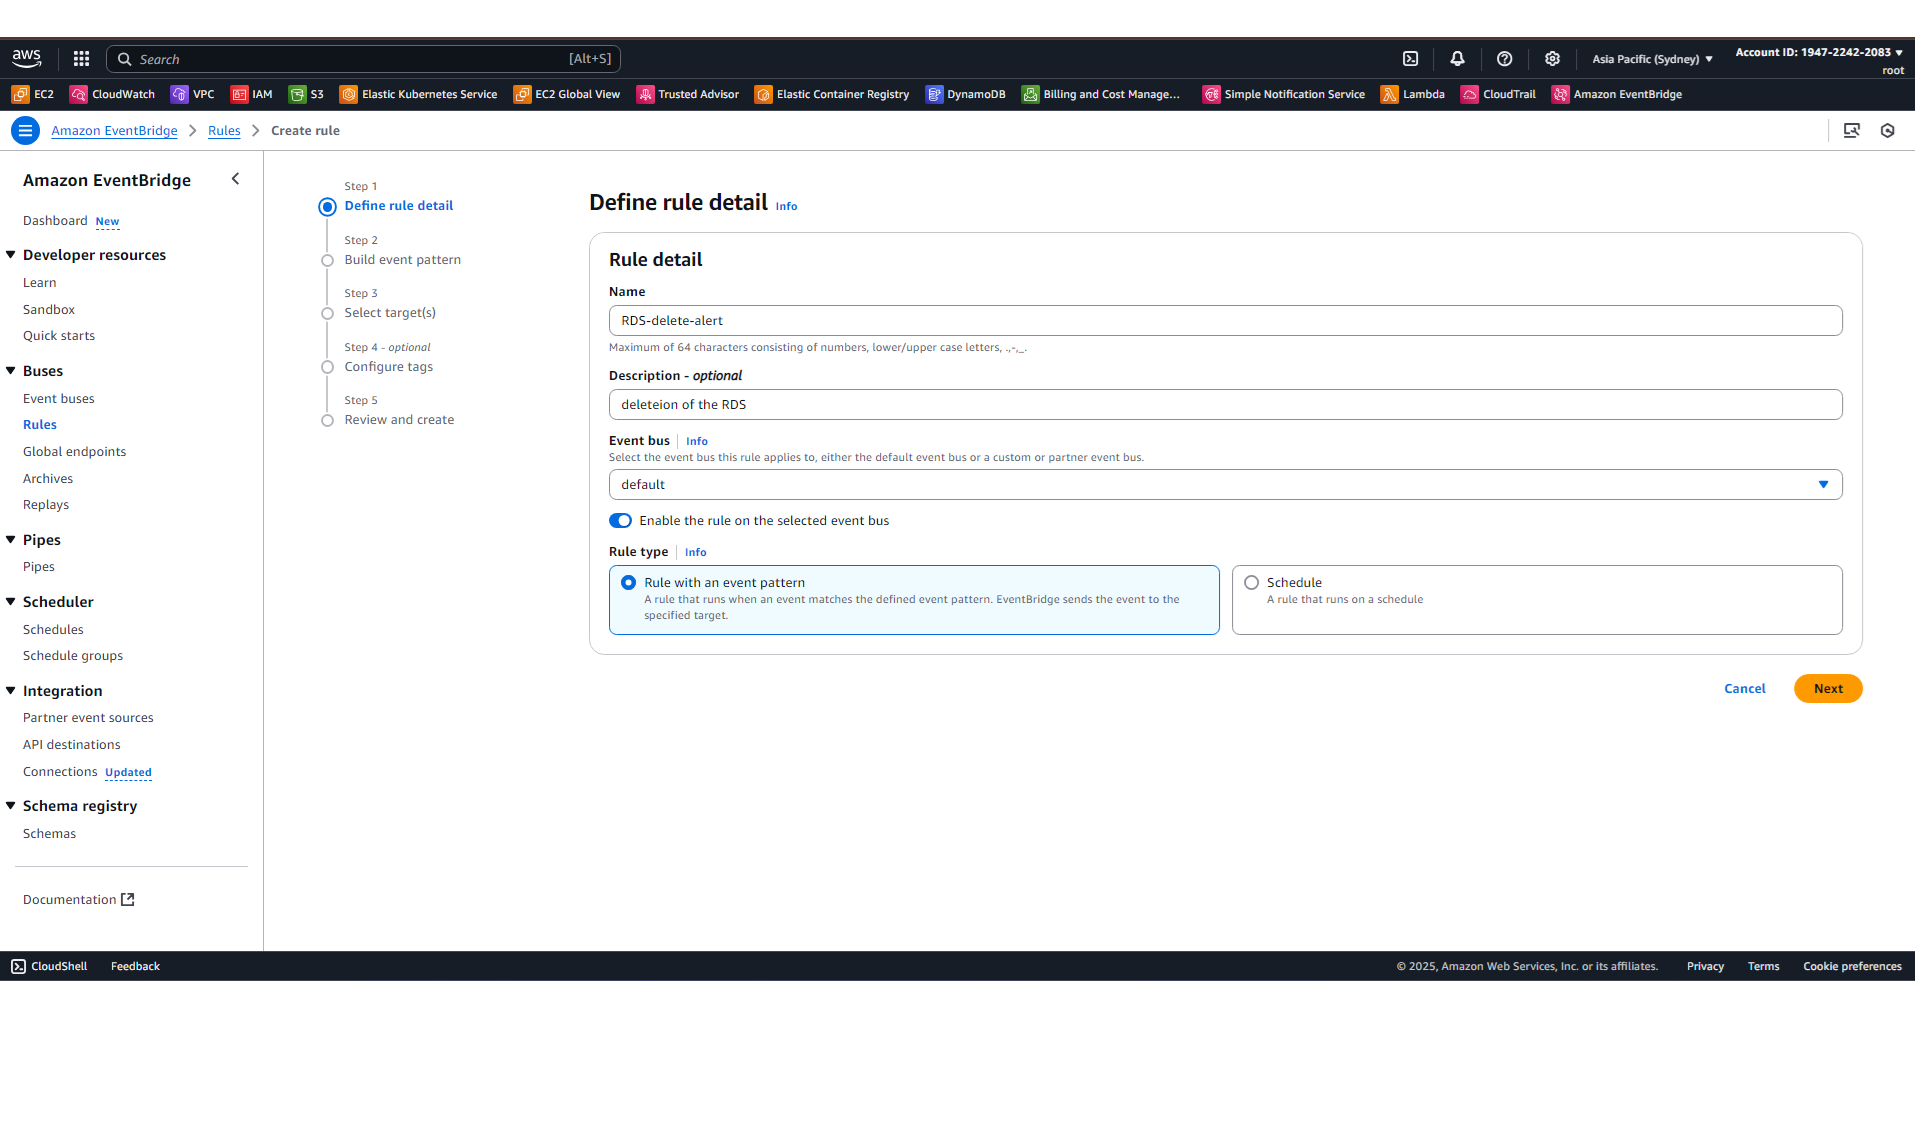 aws
Search [Alt+S]
Asia Pacific (Sydney) ▼
Account ID: 1947-2242-2083 ▼
root
EC2 CloudWatch VPC IAM S3 Elastic Kubernetes Service EC2 Global View Trusted Advisor Elastic Container Registry DynamoDB Billing and Cost Manage... Simple Notification Service Lambda CloudTrail Amazon EventBridge
Amazon EventBridge > Rules > Create rule
Amazon EventBridge
Dashboard New
Developer resources
Learn
Sandbox
Quick starts
Buses
Event buses
Rules
Global endpoints
Archives
Replays
Pipes
Pipes
Scheduler
Schedules
Schedule groups
Integration
Partner event sources
API destinations
Connections Updated
Schema registry
Schemas
Documentation
Step 1
Define rule detail
Step 2
Build event pattern
Step 3
Select target(s)
Step 4 - optional
Configure tags
Step 5
Review and create
Define rule detail Info
Rule detail
Name
RDS-delete-alert
Maximum of 64 characters consisting of numbers, lower/upper case letters, .,-,_.
Description - optional
deleteion of the RDS
Event bus Info
Select the event bus this rule applies to, either the default event bus or a custom or partner event bus.
default
Enable the rule on the selected event bus
Rule type Info
Rule with an event pattern
A rule that runs when an event matches the defined event pattern. EventBridge sends the event to the
specified target.
Schedule
A rule that runs on a schedule
Cancel Next
CloudShell Feedback © 2025, Amazon Web Services, Inc. or its affiliates. Privacy Terms Cookie preferences